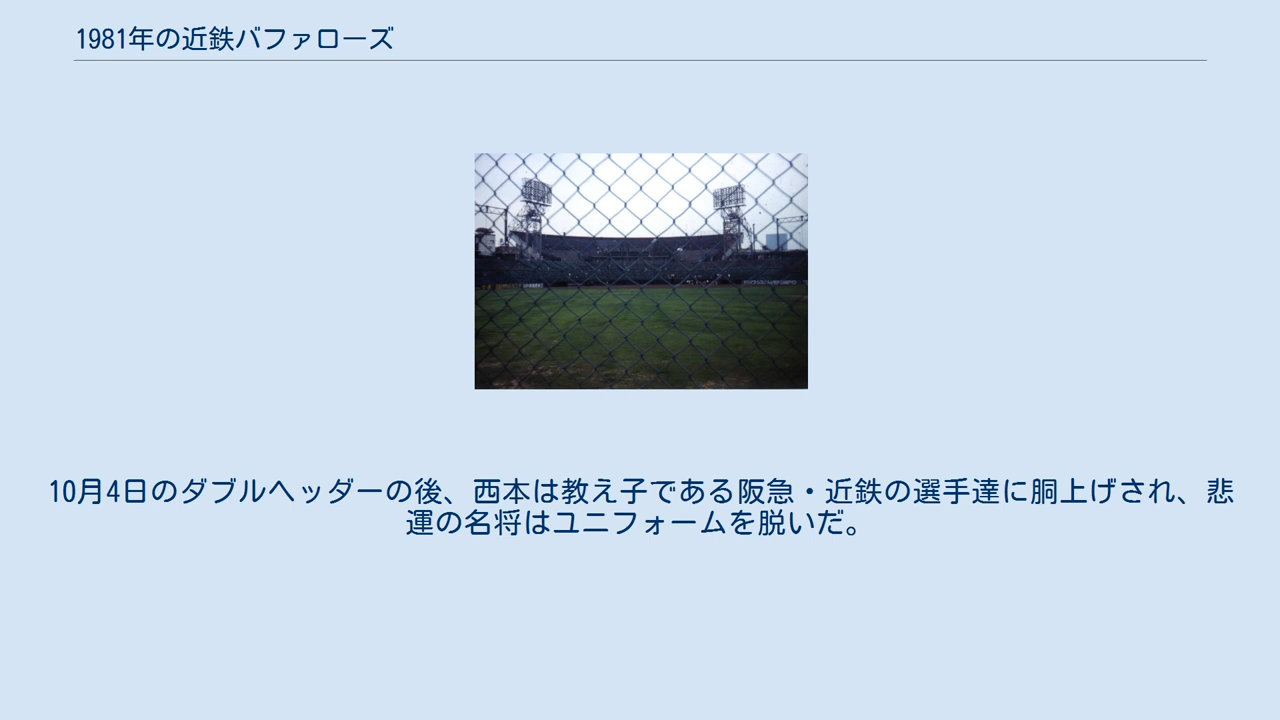 1981年の近鉄バファローズ
10月4日のダブルヘッダーの後、西本は教え子である阪急・近鉄の選手達に胴上げされ、悲
運の名将はユニフォームを脱いだ。